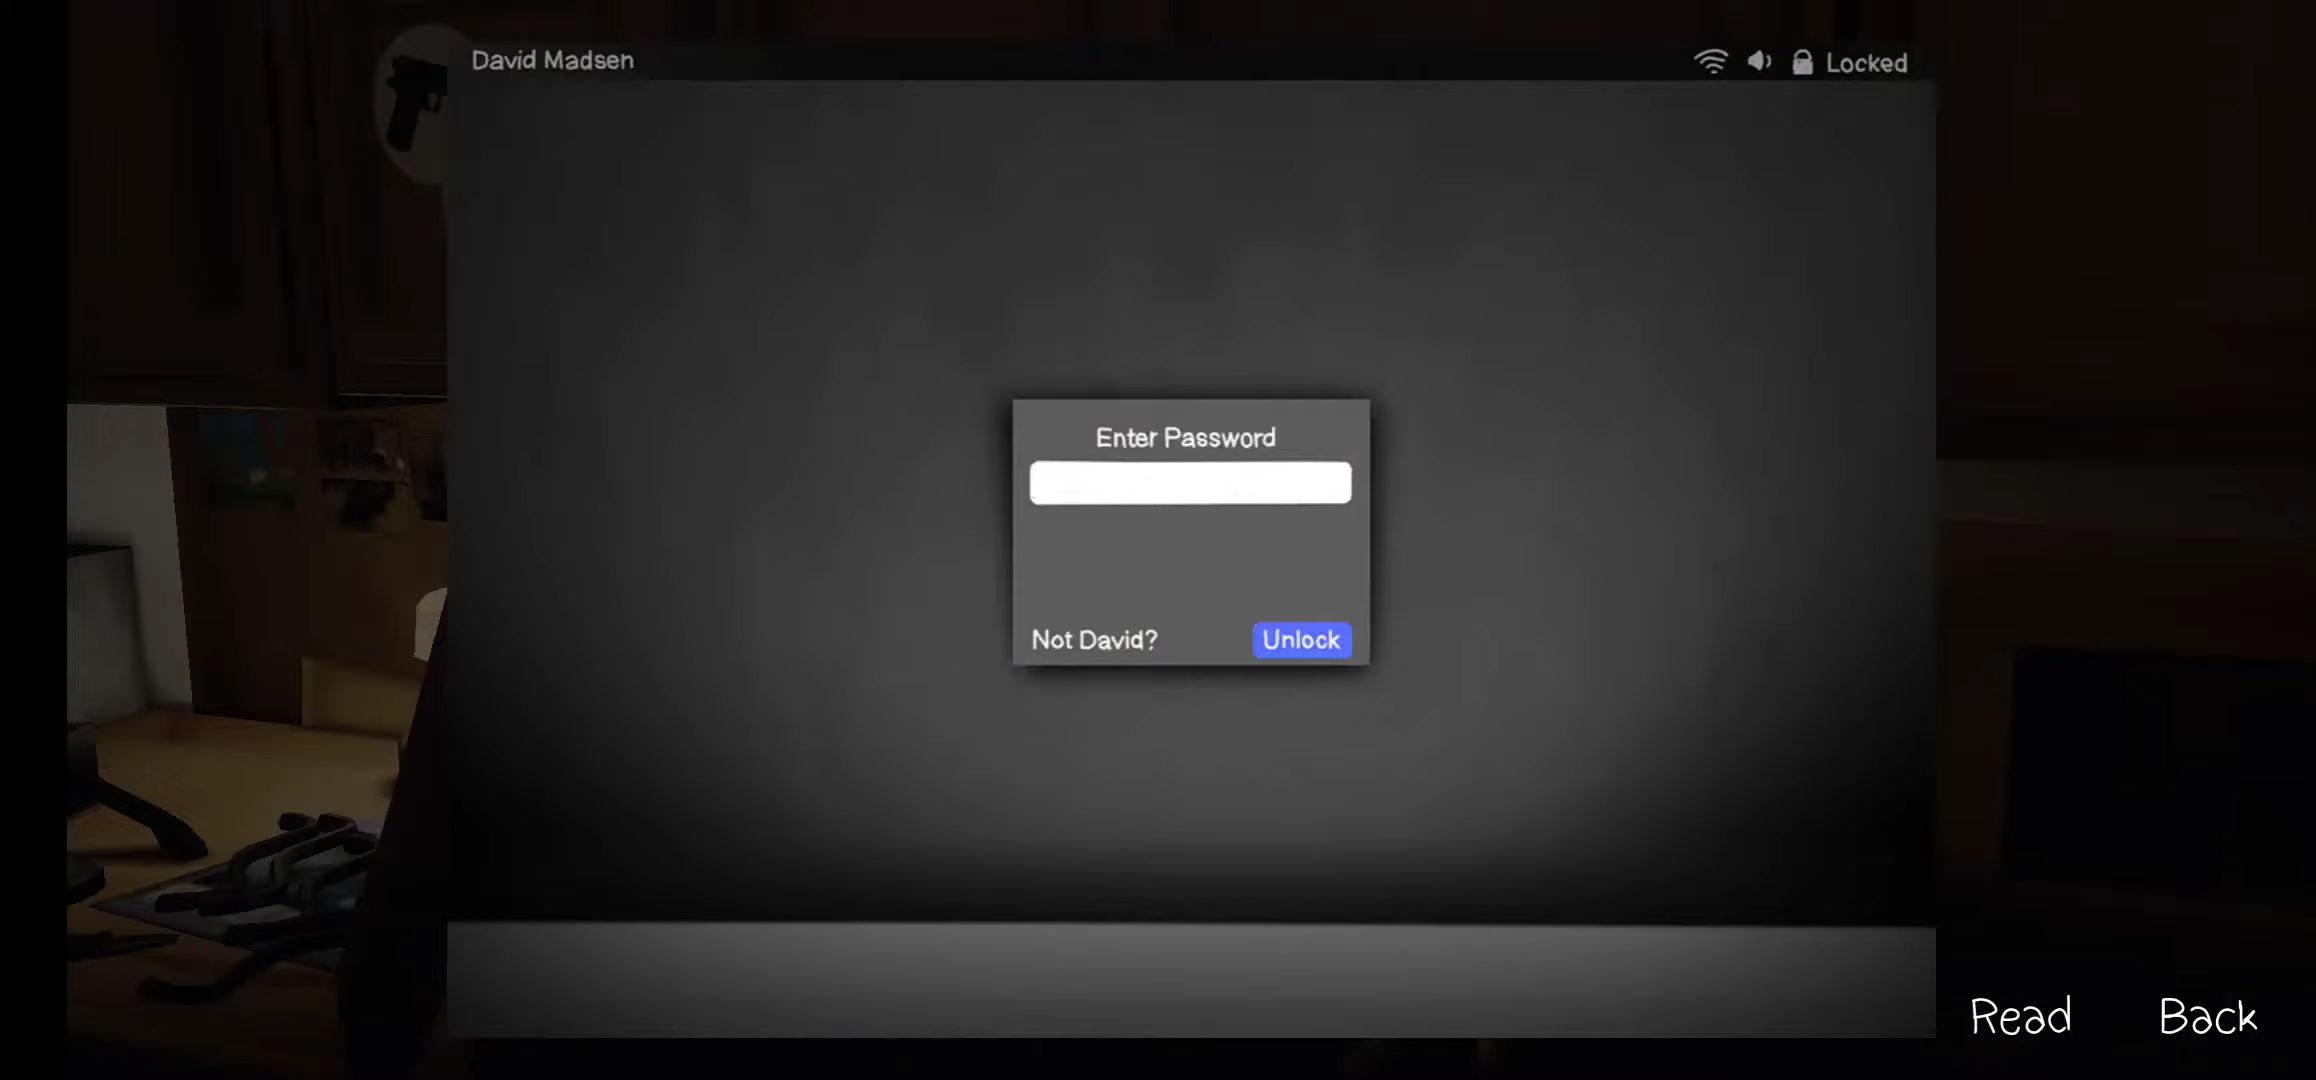 David Madsen
Locked
Enter Password
Not David?
Unlock
Read
Back